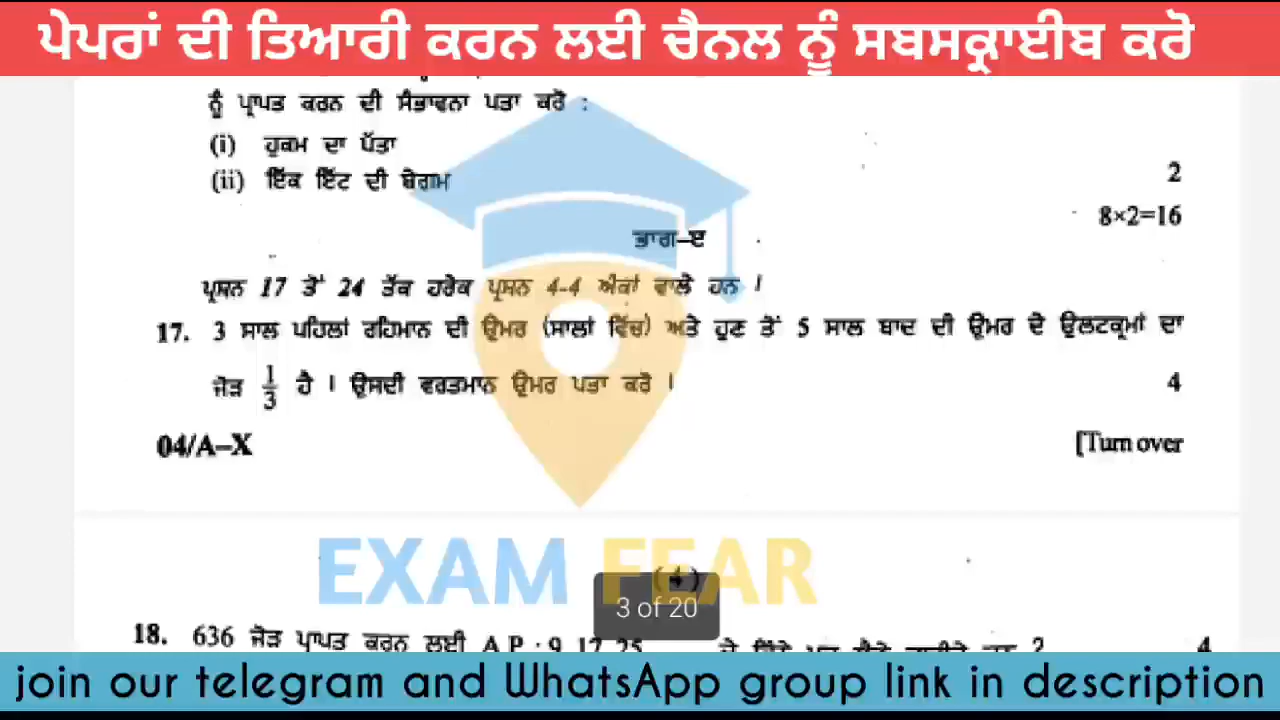 ਪੇਪਰਾਂ ਦੀ ਤਿਆਰੀ ਕਰਨ ਲਈ ਚੈਨਲ ਨੂੰ ਸਬਸਕ੍ਰਾਈਬ ਕਰੋ
ਨੂੰ ਪ੍ਰਾਪਤ ਕਰਨ ਦੀ ਸੰਭਾਵਨਾ ਪਤਾ ਕਰੋ :
(i) ਹੁਕਮ ਦਾ ਪੱਤਾ
(ii) ਇੱਕ ਇੱਟ ਦੀ ਬੇਗਮ 2
8×2=16
ਭਾਗ–ੲ
ਪ੍ਰਸ਼ਨ 17 ਤੋਂ 24 ਤੱਕ ਹਰੇਕ ਪ੍ਰਸ਼ਨ 4-4 ਅੰਕਾਂ ਵਾਲੇ ਹਨ ।
17. 3 ਸਾਲ ਪਹਿਲਾਂ ਰਹਿਮਾਨ ਦੀ ਉਮਰ (ਸਾਲਾਂ ਵਿੱਚ) ਅਤੇ ਹੁਣ ਤੋਂ 5 ਸਾਲ ਬਾਦ ਦੀ ਉਮਰ ਦੇ ਉਲਟਕ੍ਰਮਾਂ ਦਾ
ਜੋੜ 1/3 ਹੈ । ਉਸਦੀ ਵਰਤਮਾਨ ਉਮਰ ਪਤਾ ਕਰੋ । 4
04/A–X [Turn over
EXAM FEAR
(4)
3 of 20
18. 636 ਜੋੜ ਪ੍ਰਾਪਤ ਕਰਨ ਲਈ A.P : 9, 17, 25 ? 4
join our telegram and WhatsApp group link in description